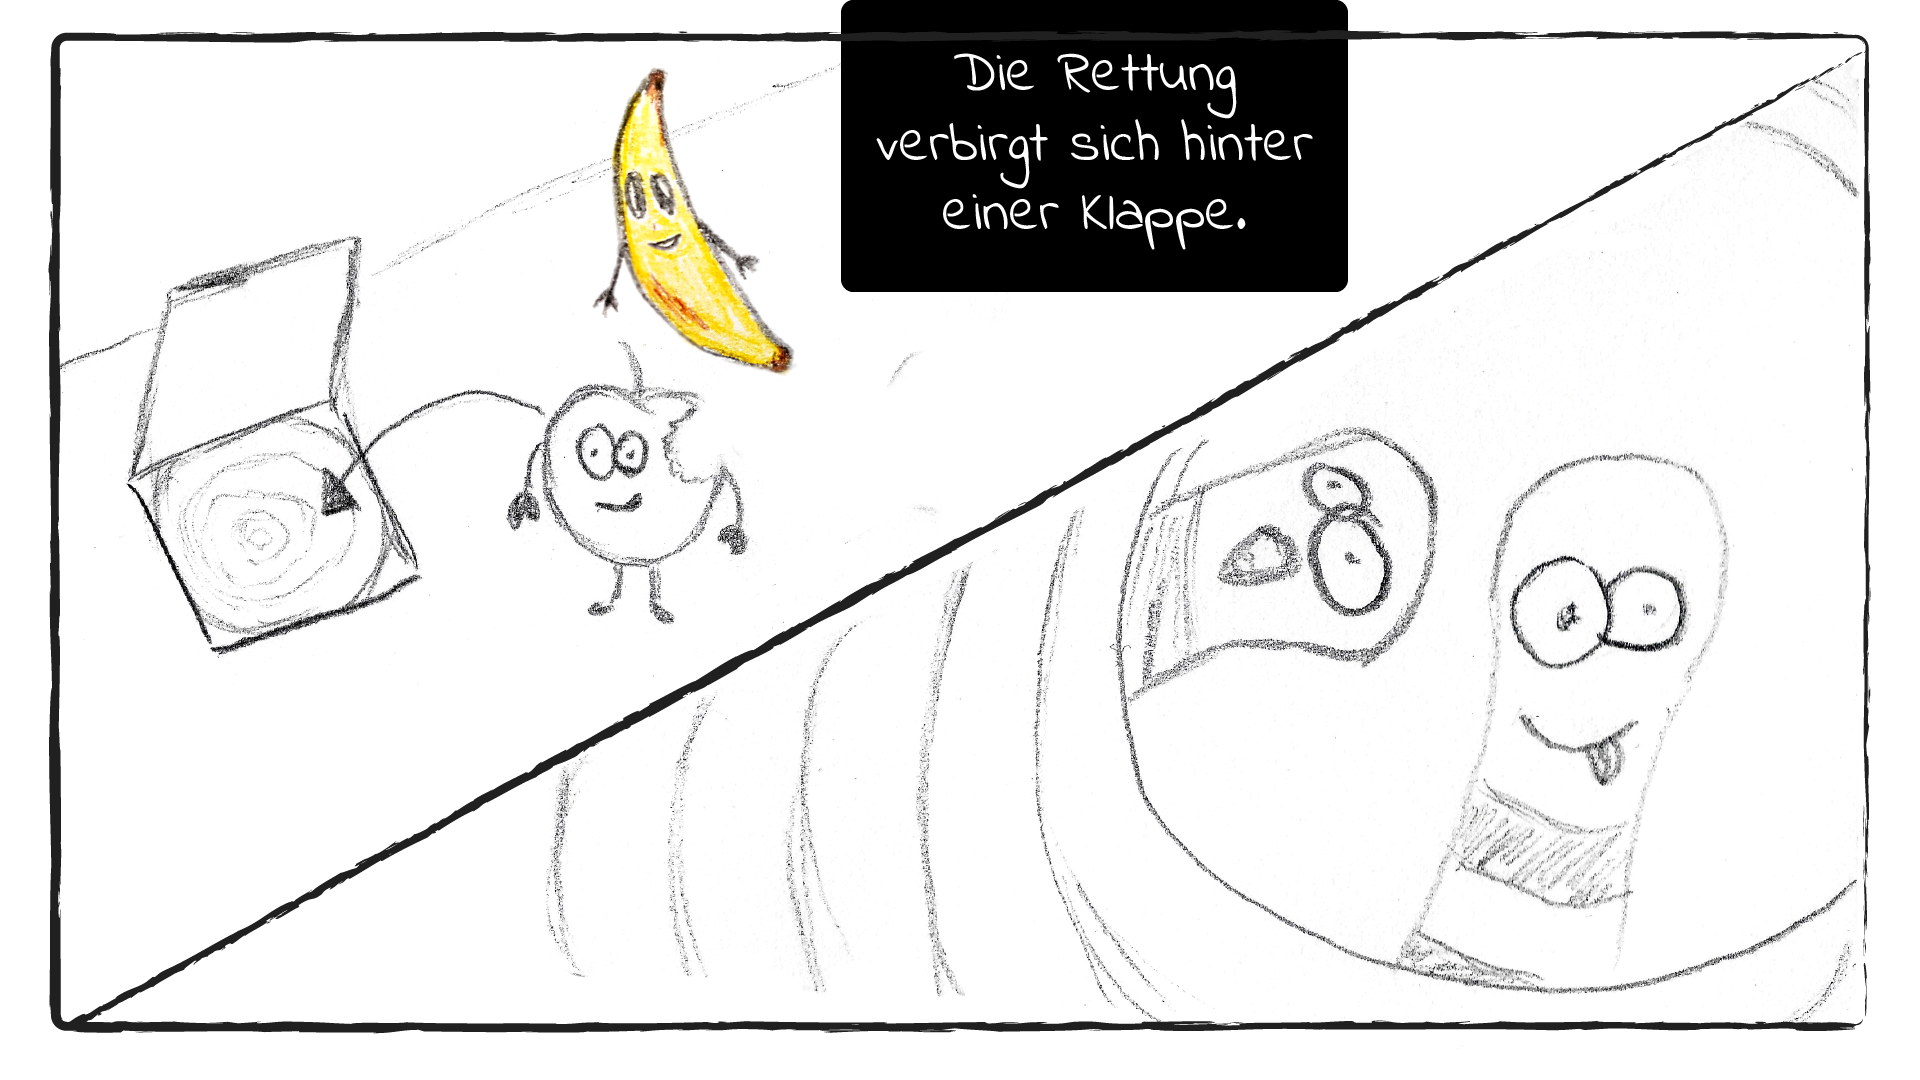 Die Rettung
verbirgt sich hinter
einer Klappe.